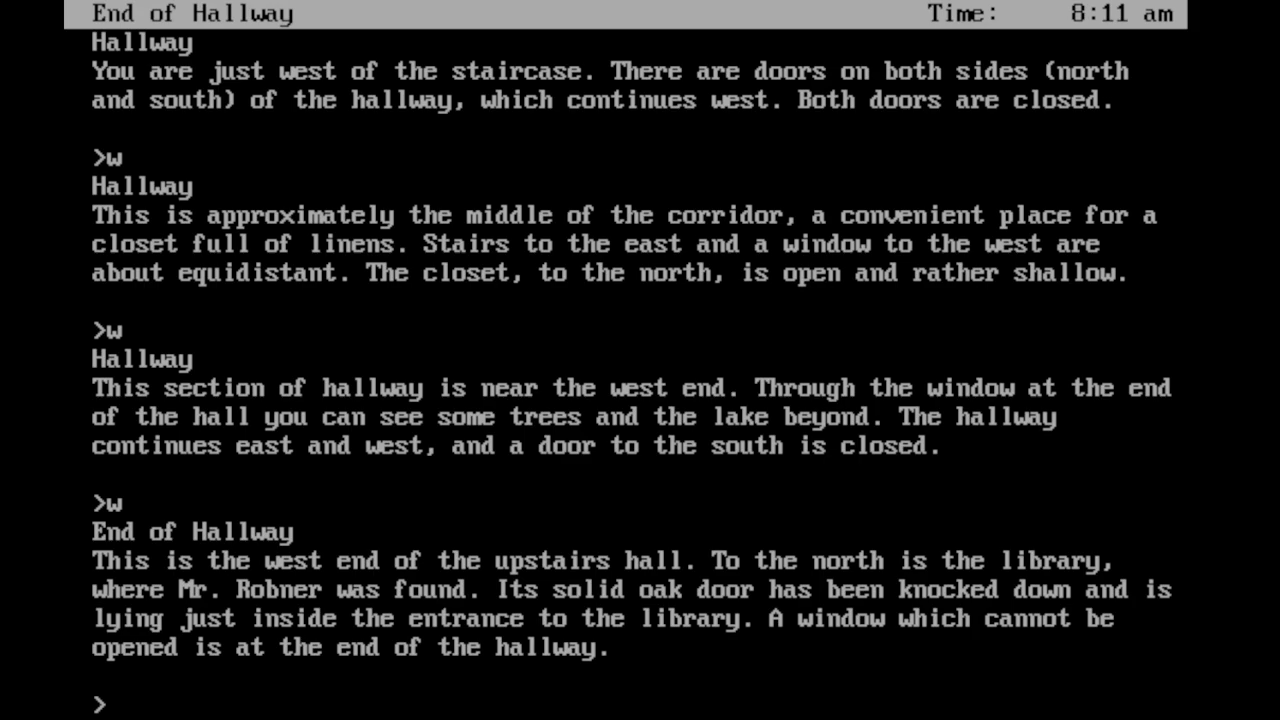 End of Hallway Time: 8:11 am
Hallway
You are just west of the staircase. There are doors on both sides (north
and south) of the hallway, which continues west. Both doors are closed.
>w
Hallway
This is approximately the middle of the corridor, a convenient place for a
closet full of linens. Stairs to the east and a window to the west are
about equidistant. The closet, to the north, is open and rather shallow.
>w
Hallway
This section of hallway is near the west end. Through the window at the end
of the hall you can see some trees and the lake beyond. The hallway
continues east and west, and a door to the south is closed.
>w
End of Hallway
This is the west end of the upstairs hall. To the north is the library,
where Mr. Robner was found. Its solid oak door has been knocked down and is
lying just inside the entrance to the library. A window which cannot be
opened is at the end of the hallway.
>